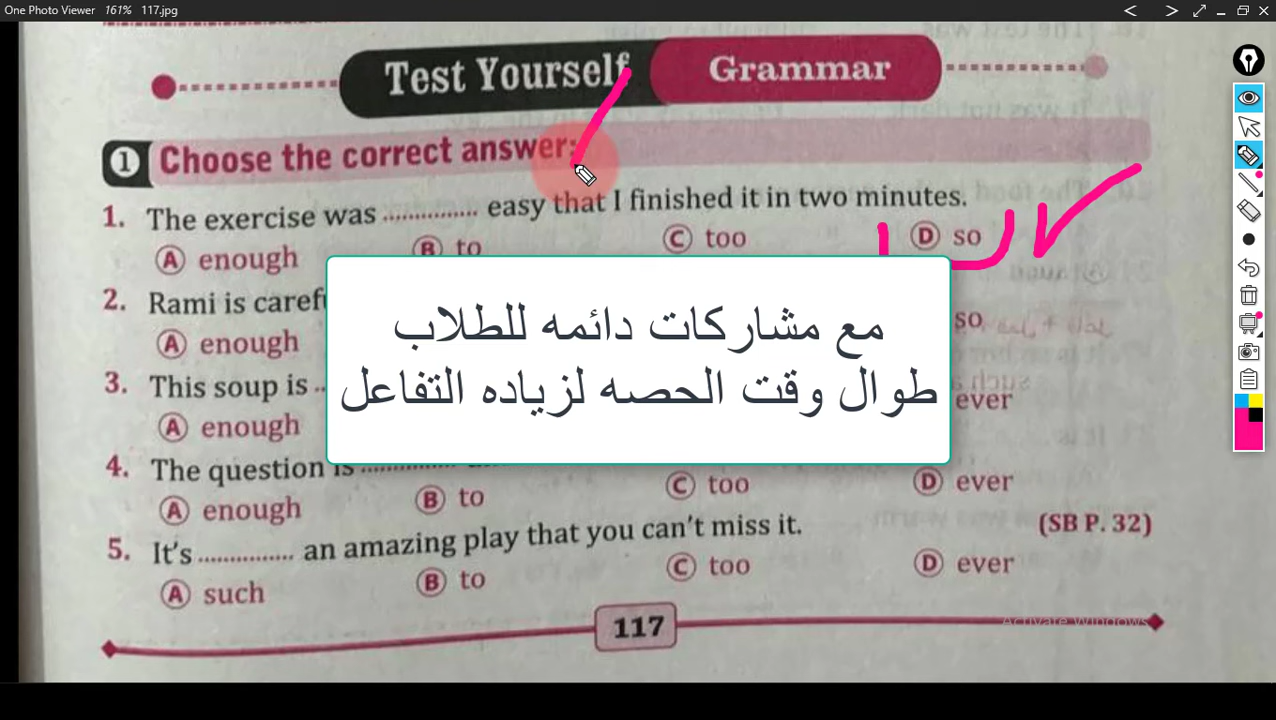 One Photo Viewer 161% 117.jpg
Test Yourself Grammar
1 Choose the correct answer:
1. The exercise was ............... easy that I finished it in two minutes.
A enough B to C too D so
2. Rami is so
A enough
مع مشاركات دائمه للطلاب
طوال وقت الحصه لزياده التفاعل
3. This soup is
A enough ever
4. The question is
A enough B to C too D ever
5. It's ............... an amazing play that you can't miss it. (SB P. 32)
A such B to C too D ever
117
Activate Windows